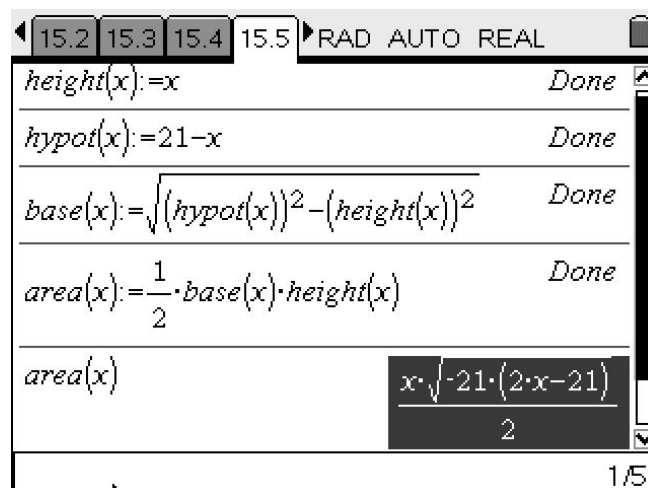 15.2 15.3 15.4 15.5 RAD AUTO REAL
height(x):=x Done
hypot(x):=21-x Done
base(x):=√((hypot(x))²-(height(x))²) Done
area(x):=1/2·base(x)·height(x) Done
area(x) x·√(-21·(2·x-21))/2
1/5